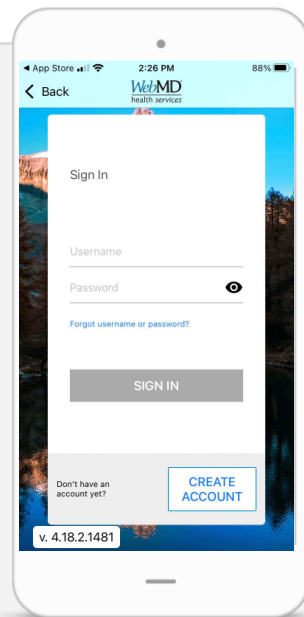 ◀ App Store 2:26 PM 88%
Back WebMD
health services
Sign In
Username
Password
Forgot username or password?
SIGN IN
Don't have an
account yet?
CREATE
ACCOUNT
v. 4.18.2.1481